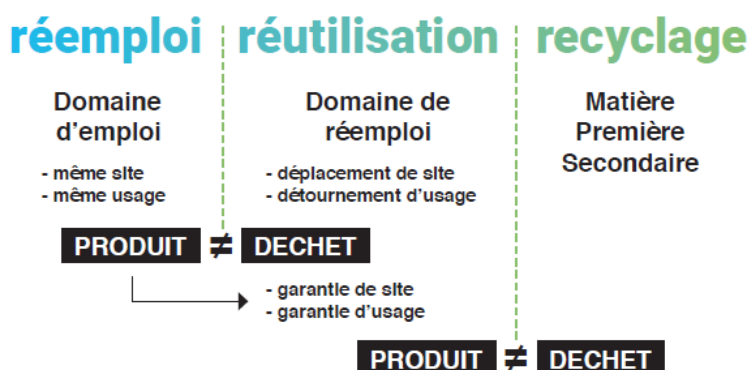 réemploi réutilisation recyclage
Domaine
d'emploi
- même site
- même usage
Domaine de
réemploi
- déplacement de site
- détournement d'usage
Matière
Première
Secondaire
PRODUIT ≠ DECHET
- garantie de site
- garantie d'usage
PRODUIT ≠ DECHET